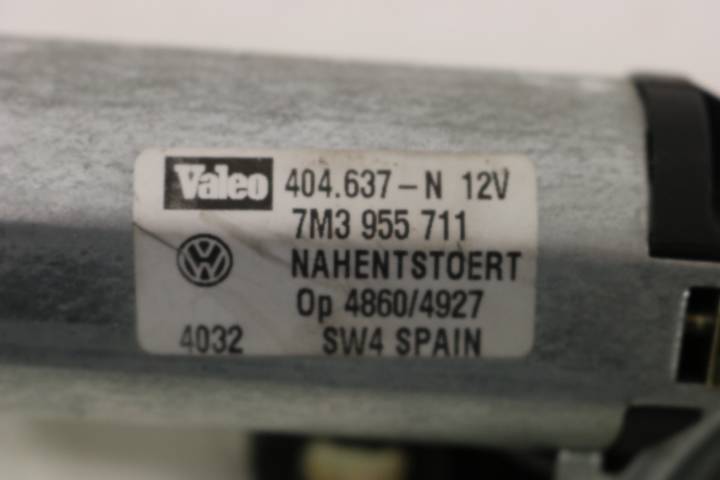 Valeo 404.637-N 12V
7M3 955 711
NAHENTSTOERT
Op 4860/4927
4032 SW4 SPAIN